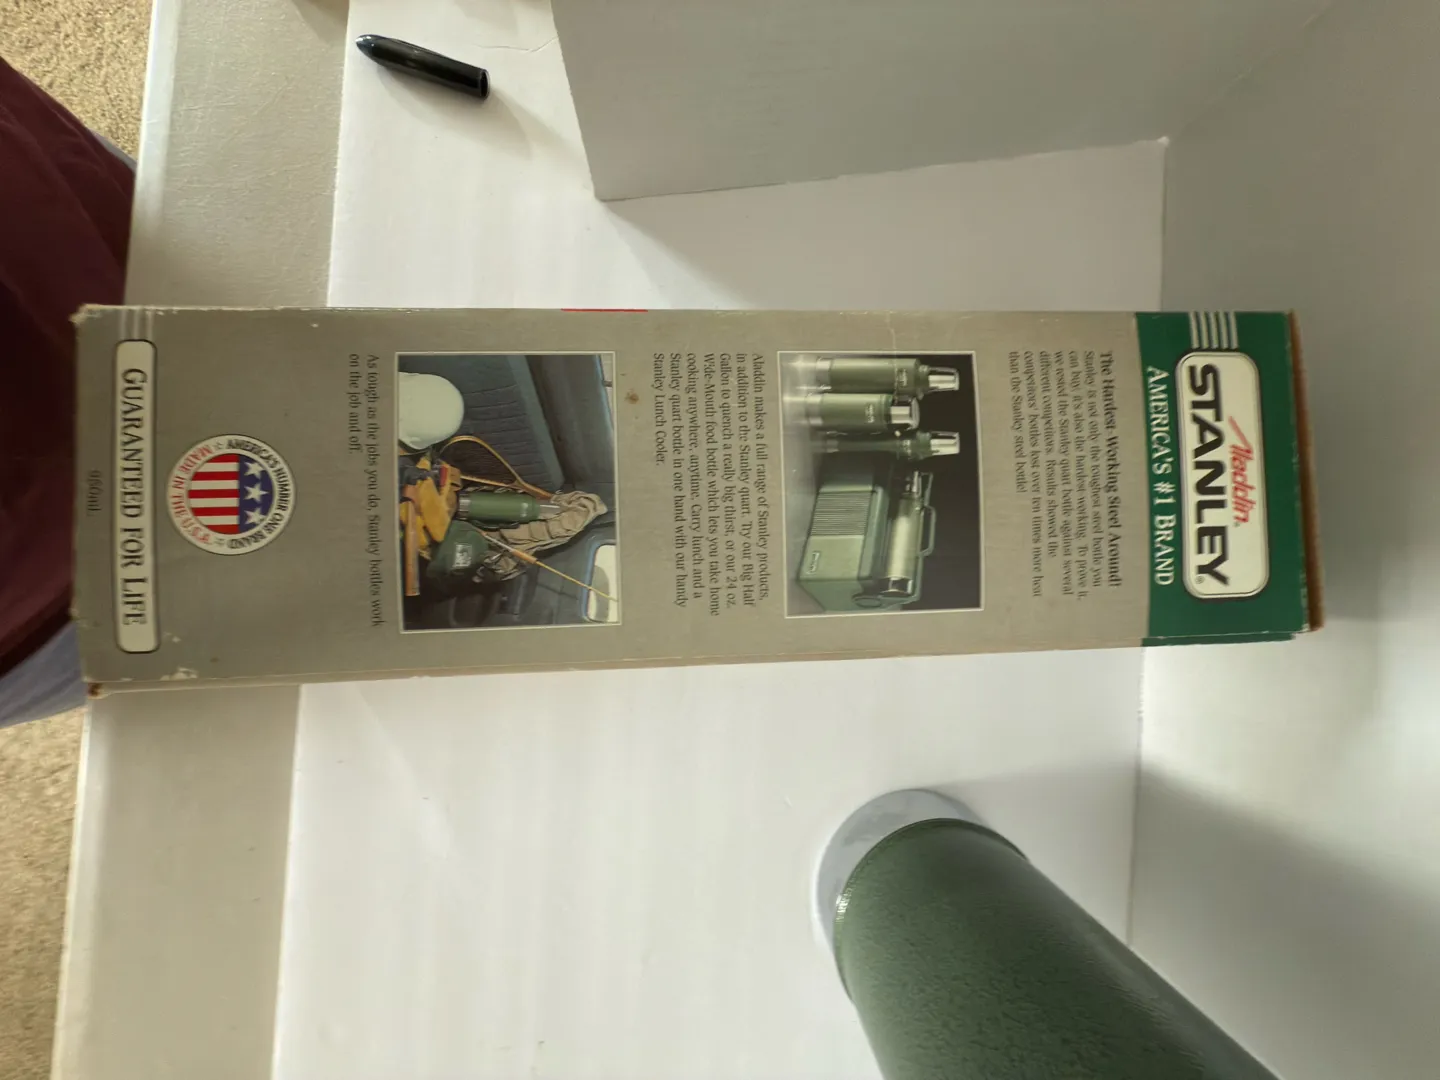 Aladdin
STANLEY®
AMERICA'S #1 BRAND
The Hardest-Working Steel Around!
Stanley is not only the toughest steel bottle you
can buy, it's also the hardest-working. To prove it,
we tested the Stanley quart bottle against several
different competitors. Results showed the
competitors' bottles lost over ten times more heat
than the Stanley steel bottle!
Aladdin makes a full range of Stanley products,
in addition to the Stanley quart. Try our Big Half
Gallon to quench a really big thirst, or our 24 oz.
Wide-Mouth food bottle which lets you take home
cooking anywhere, anytime. Carry lunch and a
Stanley quart bottle in one hand with our handy
Stanley Lunch Cooler.
As tough as the jobs you do, Stanley bottles work
on the job and off.
AMERICA'S NUMBER ONE BRAND
MADE IN THE U.S.A.
GUARANTEED FOR LIFE